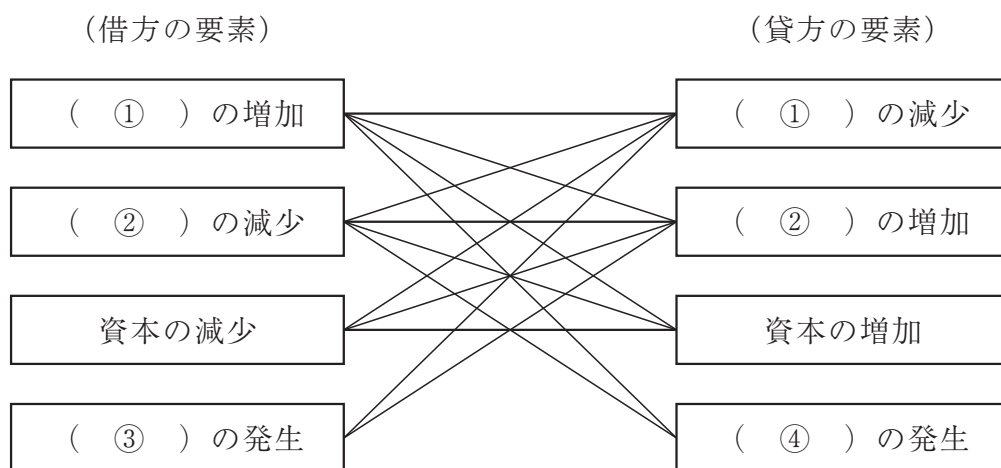 (借方の要素) (貸方の要素)
( ① )の増加 ( ① )の減少
( ② )の減少 ( ② )の増加
資本の減少 資本の増加
( ③ )の発生 ( ④ )の発生